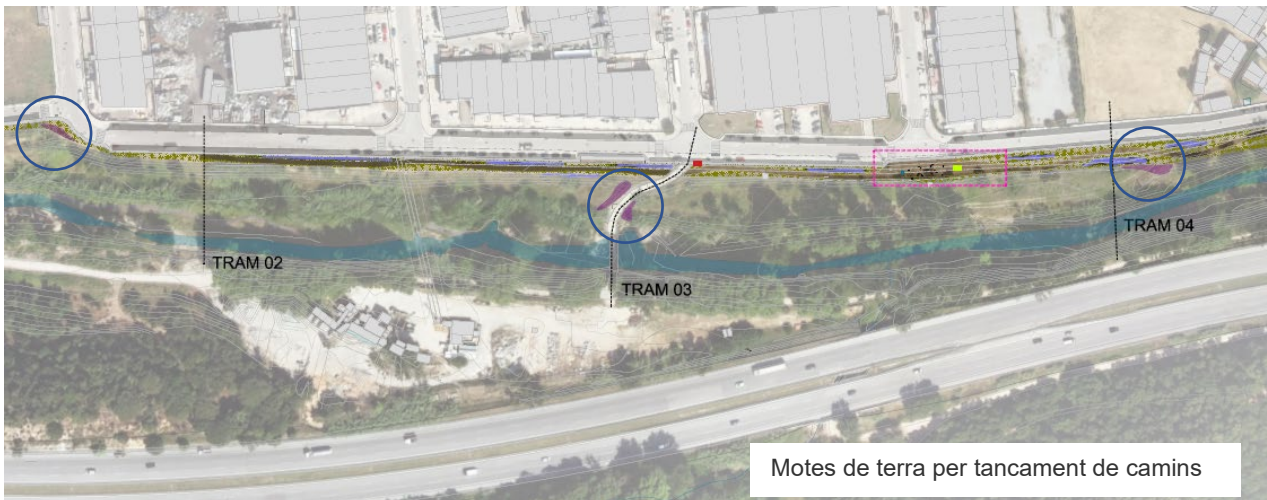 TRAM 02
TRAM 03
TRAM 04
Motes de terra per tancament de camins